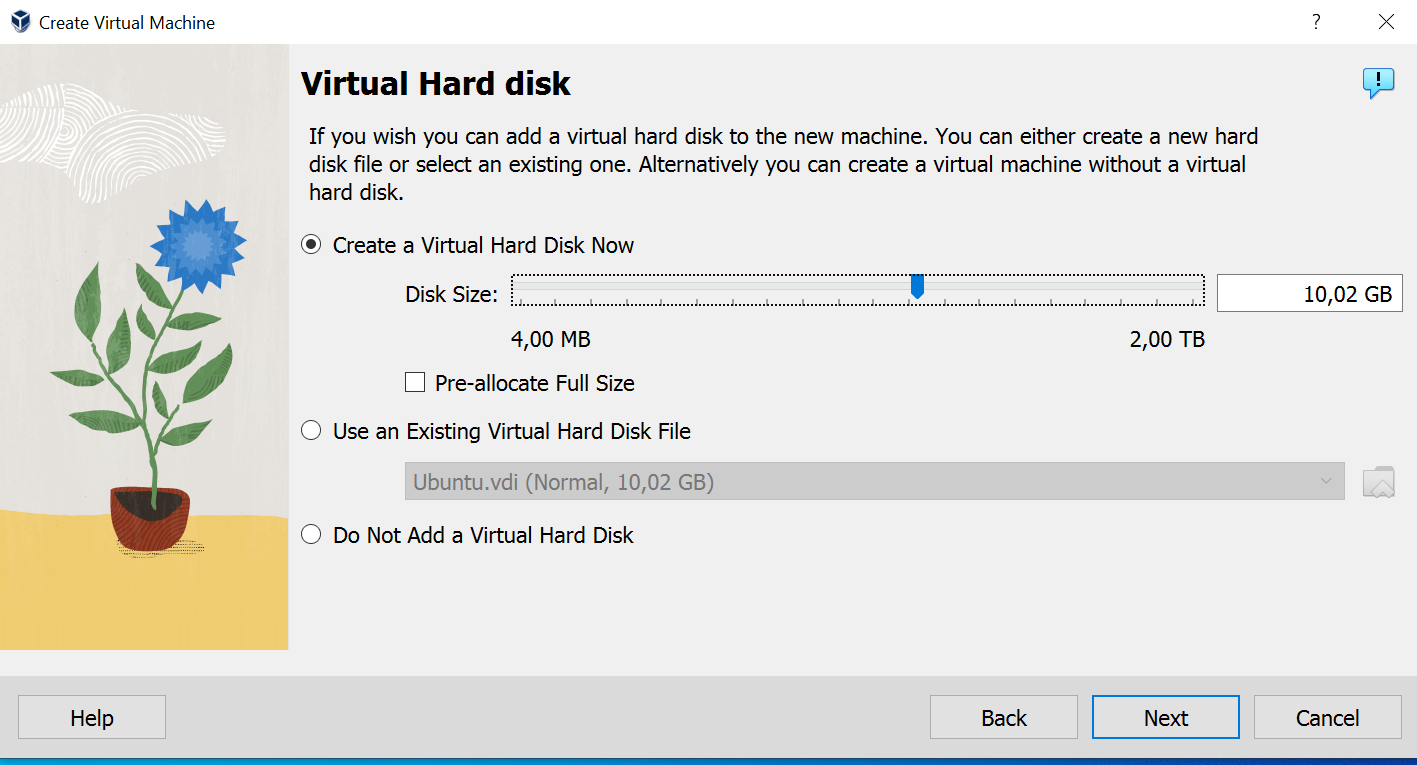 Create Virtual Machine
?
Virtual Hard disk
If you wish you can add a virtual hard disk to the new machine. You can either create a new hard
disk file or select an existing one. Alternatively you can create a virtual machine without a virtual
hard disk.
Create a Virtual Hard Disk Now
Disk Size:
10,02 GB
4,00 MB
2,00 TB
Pre-allocate Full Size
Use an Existing Virtual Hard Disk File
Ubuntu.vdi (Normal, 10,02 GB)
Do Not Add a Virtual Hard Disk
Help
Back
Next
Cancel